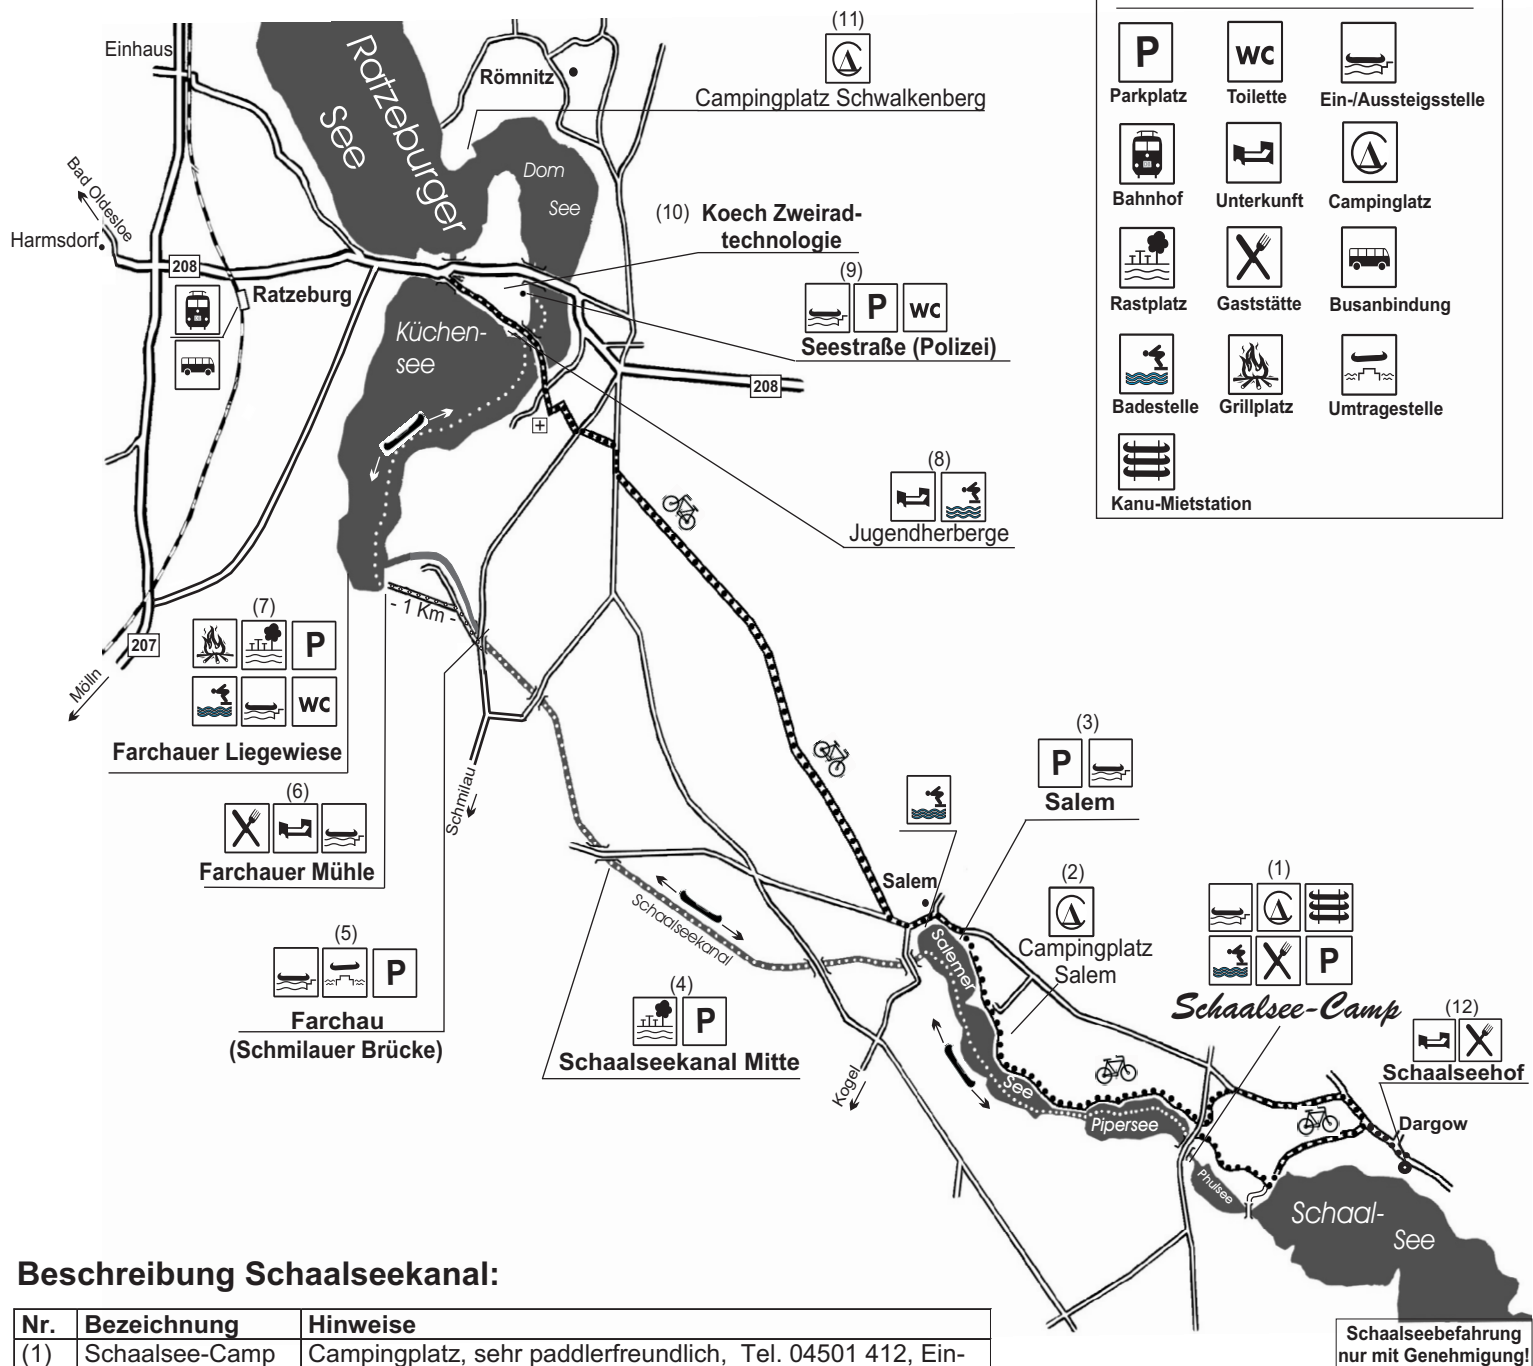 Einhaus
Ratzeburger
See
Römnitz
(11)
Campingplatz Schwalkenberg
P
WC
Parkplatz
Toilette
Ein-/Aussteigsstelle
Bahnhof
Unterkunft
Campinglatz
Rastplatz
Gaststätte
Busanbindung
Badestelle
Grillplatz
Umtragestelle
Kanu-Mietstation
Bad Oldesloe
Harmsdorf
208
Ratzeburg
Dom
See
(10) Koech Zweirad-
technologie
(9)
P
WC
Seestraße (Polizei)
Küchen-
see
208
(8)
Jugendherberge
- 1 Km -
207
Mölln
(7)
P
WC
Farchauer Liegewiese
(6)
Farchauer Mühle
Schmilau
(5)
P
Farchau
(Schmilauer Brücke)
(3)
P
Salem
Salem
(2)
Campingplatz
Salem
(1)
P
Schaalsee-Camp
Schaalseekanal
(4)
P
Schaalseekanal Mitte
Salemer
See
Kogel
Pipersee
Phulsee
(12)
Schaalseehof
Dargow
Schaal-
See
Beschreibung Schaalseekanal:
Nr. Bezeichnung Hinweise
(1) Schaalsee-Camp Campingplatz, sehr paddlerfreundlich, Tel. 04501 412, Ein-
Schaalseebefahrung
nur mit Genehmigung!